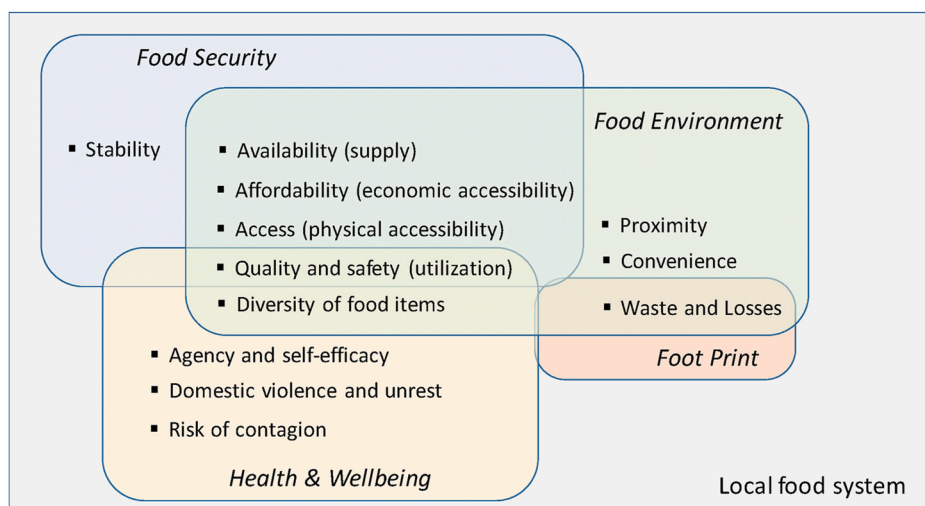 Food Security
Food Environment
▪ Stability
▪ Availability (supply)
▪ Affordability (economic accessibility)
▪ Access (physical accessibility)
▪ Proximity
▪ Quality and safety (utilization)
▪ Convenience
▪ Diversity of food items
▪ Waste and Losses
▪ Agency and self-efficacy
Foot Print
▪ Domestic violence and unrest
▪ Risk of contagion
Health & Wellbeing
Local food system